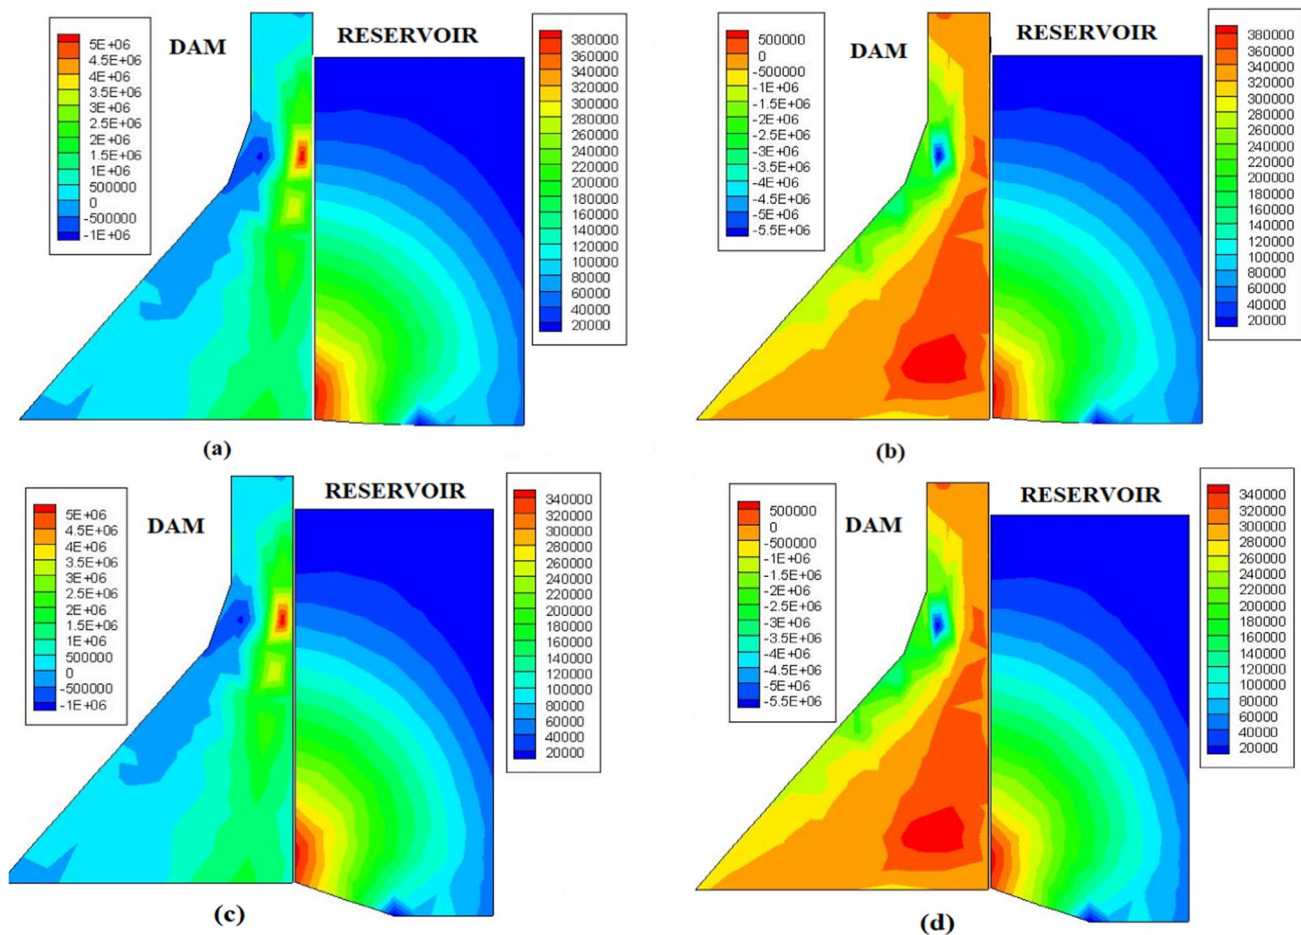 DAM
RESERVOIR
5E+06
4.5E+06
4E+06
3.5E+06
3E+06
2.5E+06
2E+06
1.5E+06
1E+06
500000
0
-500000
-1E+06
380000
360000
340000
320000
300000
280000
260000
240000
220000
200000
180000
160000
140000
120000
100000
80000
60000
40000
20000
(a)
500000
0
-500000
-1E+06
-1.5E+06
-2E+06
-2.5E+06
-3E+06
-3.5E+06
-4E+06
-4.5E+06
-5E+06
-5.5E+06
DAM
RESERVOIR
380000
360000
340000
320000
300000
280000
260000
240000
220000
200000
180000
160000
140000
120000
100000
80000
60000
40000
20000
(b)
5E+06
4.5E+06
4E+06
3.5E+06
3E+06
2.5E+06
2E+06
1.5E+06
1E+06
500000
0
-500000
-1E+06
DAM
RESERVOIR
340000
320000
300000
280000
260000
240000
220000
200000
180000
160000
140000
120000
100000
80000
60000
40000
20000
(c)
500000
0
-500000
-1E+06
-1.5E+06
-2E+06
-2.5E+06
-3E+06
-3.5E+06
-4E+06
-4.5E+06
-5E+06
-5.5E+06
DAM
RESERVOIR
340000
320000
300000
280000
260000
240000
220000
200000
180000
160000
140000
120000
100000
80000
60000
40000
20000
(d)